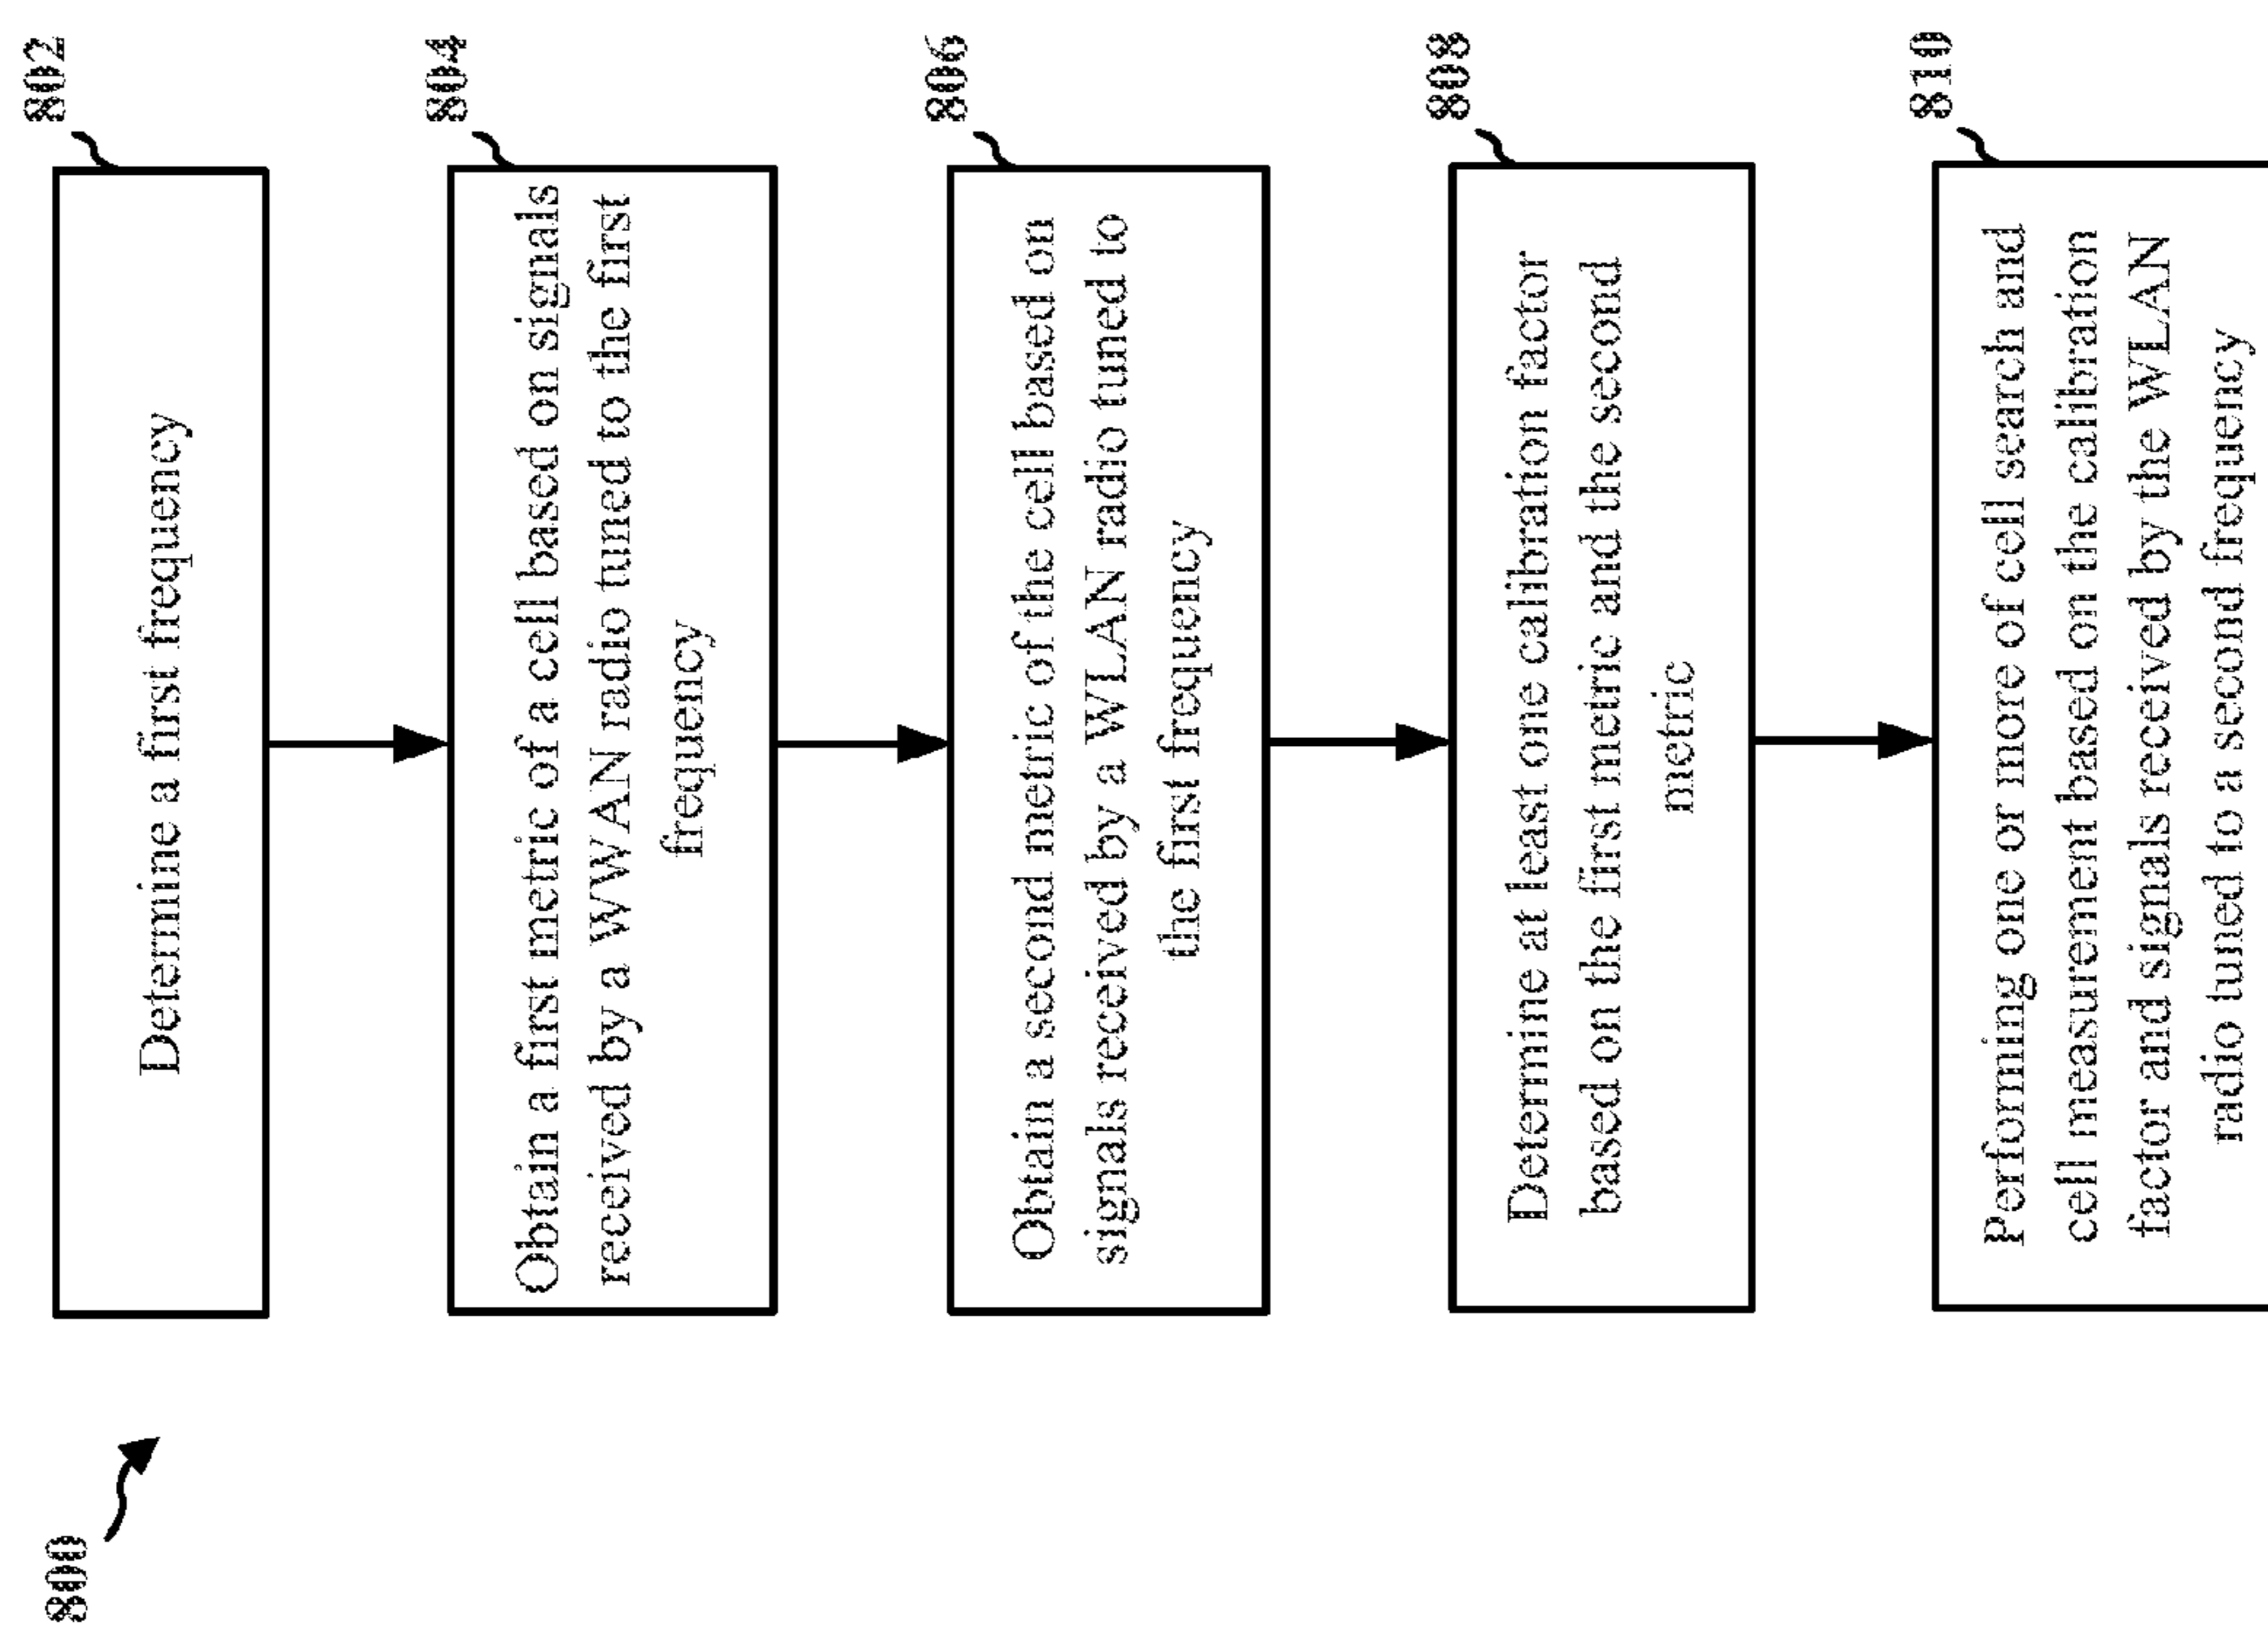 800
802
Determine a first frequency
804
Obtain a first metric of a cell based on signals
received by a WWAN radio tuned to the first
frequency
806
Obtain a second metric of the cell based on
signals received by a WLAN radio tuned to
the first frequency
808
Determine at least one calibration factor
based on the first metric and the second
metric
810
Performing one or more of cell search and
cell measurement based on the calibration
factor and signals received by the WLAN
radio tuned to a second frequency